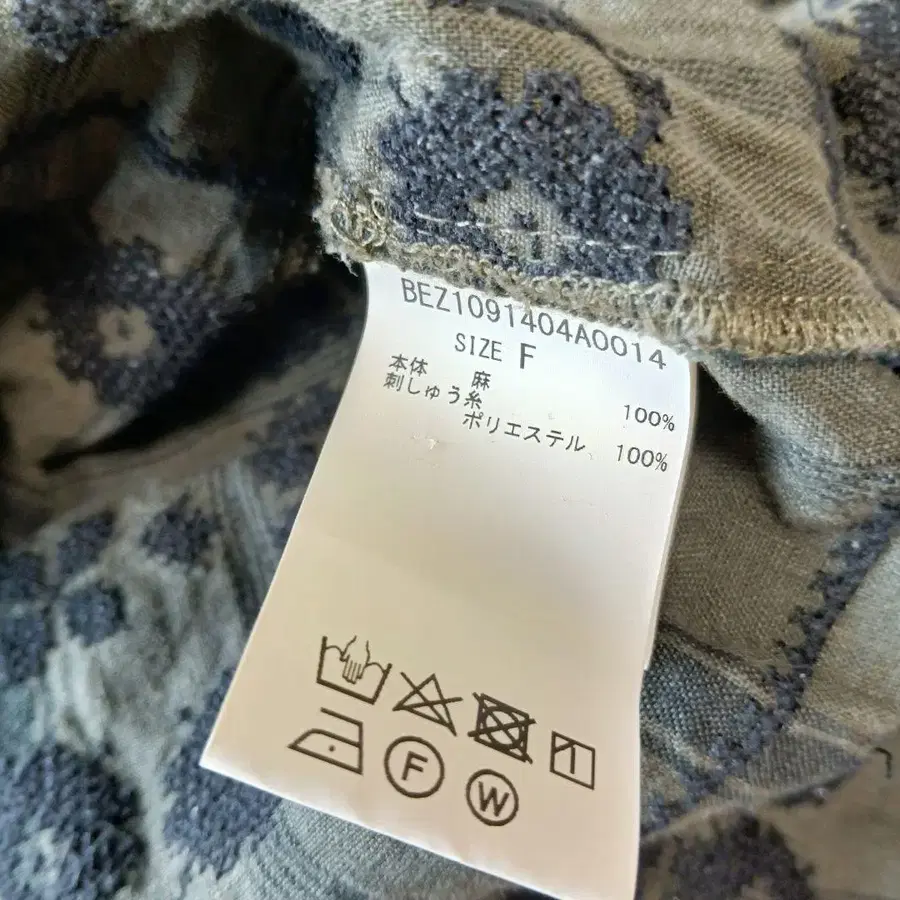 BEZ1091404A0014
SIZE F
本体 麻 100%
刺しゅう糸
ポリエステル 100%
F
W